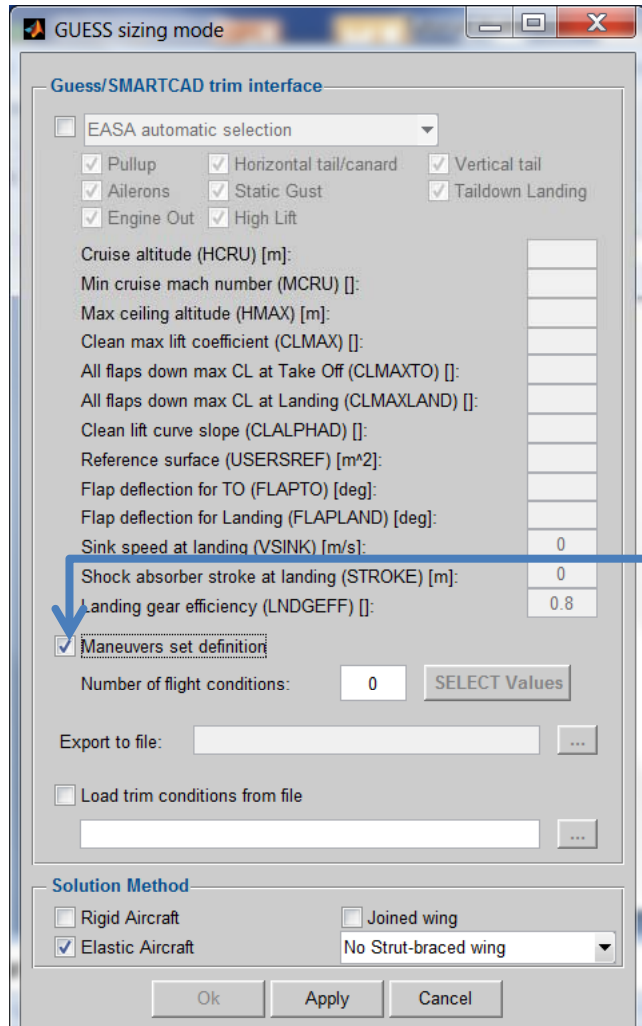 GUESS sizing mode
Guess/SMARTCAD trim interface
EASA automatic selection
Pullup Horizontal tail/canard Vertical tail
Ailerons Static Gust Taildown Landing
Engine Out High Lift
Cruise altitude (HCRU) [m]:
Min cruise mach number (MCRU) []:
Max ceiling altitude (HMAX) [m]:
Clean max lift coefficient (CLMAX) []:
All flaps down max CL at Take Off (CLMAXTO) []:
All flaps down max CL at Landing (CLMAXLAND) []:
Clean lift curve slope (CLALPHAD) []:
Reference surface (USERSREF) [m^2]:
Flap deflection for TO (FLAPTO) [deg]:
Flap deflection for Landing (FLAPLAND) [deg]:
Sink speed at landing (VSINK) [m/s]: 0
Shock absorber stroke at landing (STROKE) [m]: 0
Landing gear efficiency (LNDGEFF) []: 0.8
Maneuvers set definition
Number of flight conditions: 0 SELECT Values
Export to file: ...
Load trim conditions from file
...
Solution Method
Rigid Aircraft Joined wing
Elastic Aircraft No Strut-braced wing
Ok Apply Cancel